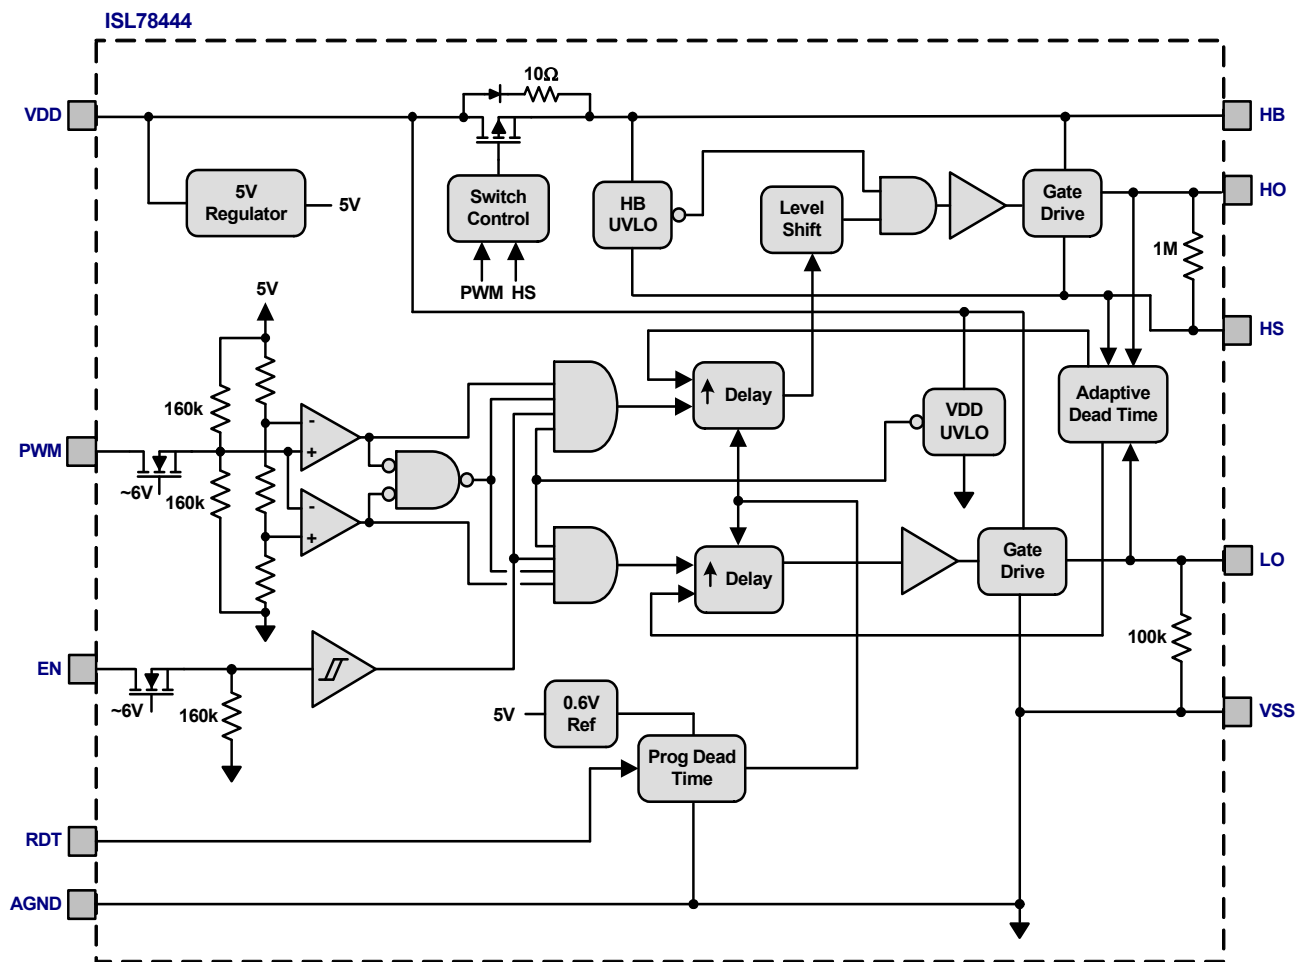 ISL78444
10Ω
VDD
HB
5V
Regulator
5V
Switch
Control
HB
UVLO
Level
Shift
Gate
Drive
HO
1M
PWM HS
5V
HS
160k
Delay
VDD
UVLO
Adaptive
Dead Time
-
+
PWM
~6V
160k
-
+
Delay
Gate
Drive
LO
100k
EN
~6V
160k
5V
0.6V
Ref
VSS
Prog Dead
Time
RDT
AGND